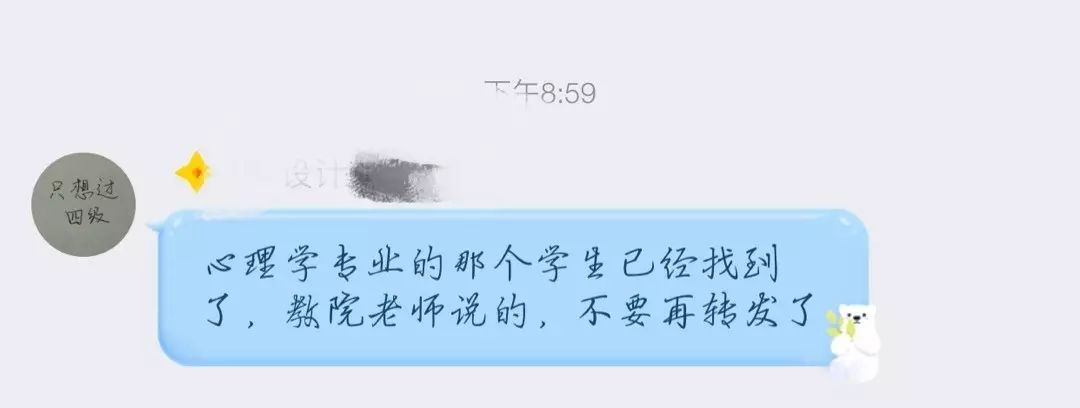 下午8:59
只想过
四级
设计
心理学专业的那个学生已经找到
了，教院老师说的，不要再转发了